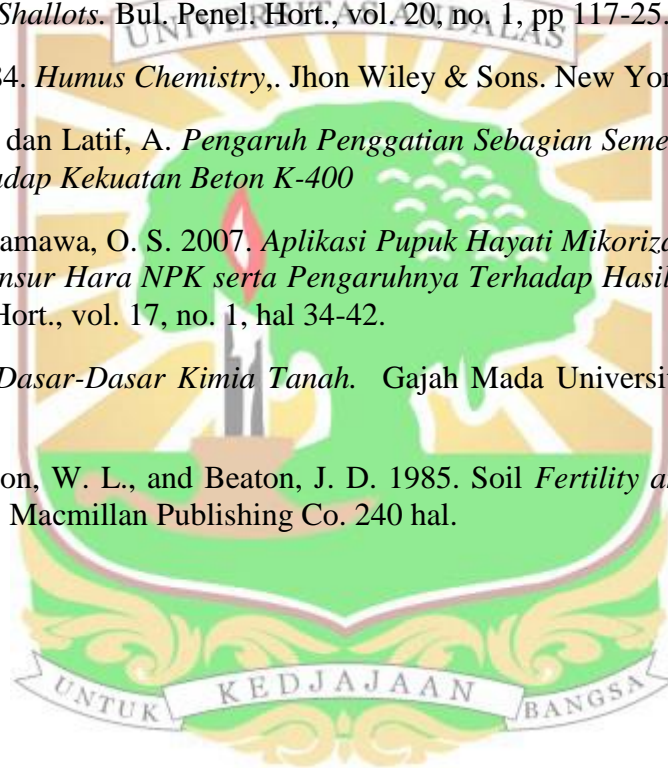 Shallots. Bul. Penel. Hort., vol. 20, no. 1, pp 117-25.
UNIVERSITAS ANDALAS
84. Humus Chemistry,. Jhon Wiley & Sons. New Yor
dan Latif, A. Pengaruh Penggatian Sebagian Seme
adap Kekuatan Beton K-400
amawa, O. S. 2007. Aplikasi Pupuk Hayati Mikoriza
nsur Hara NPK serta Pengaruhnya Terhadap Hasil
Hort., vol. 17, no. 1, hal 34-42.
Dasar-Dasar Kimia Tanah. Gajah Mada Universit
on, W. L., and Beaton, J. D. 1985. Soil Fertility a
Macmillan Publishing Co. 240 hal.
UNTUK KEDJAJAAN BANGSA